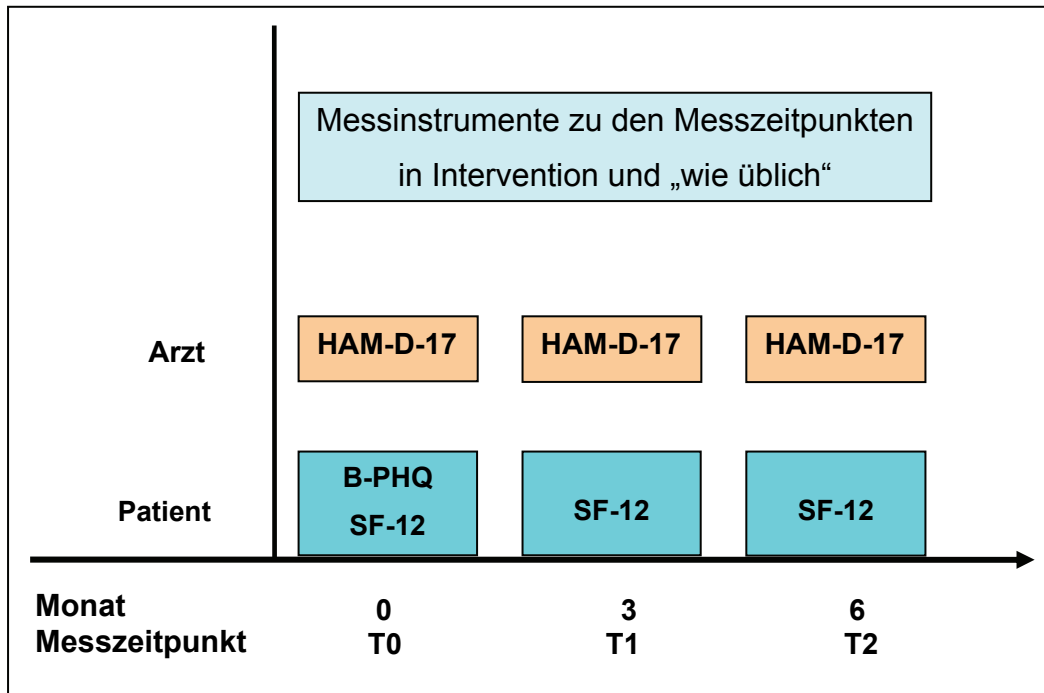 Messinstrumente zu den Messzeitpunkten
in Intervention und „wie üblich“
Arzt HAM-D-17 HAM-D-17 HAM-D-17
B-PHQ
Patient SF-12 SF-12 SF-12
Monat 0 3 6
Messzeitpunkt T0 T1 T2